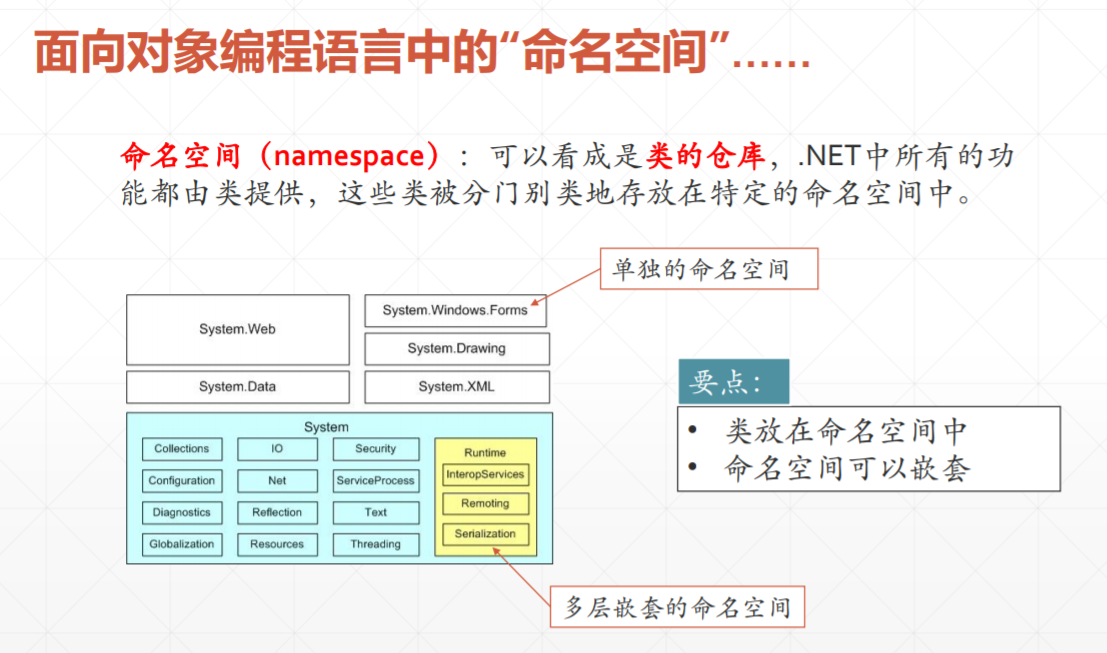 面向对象编程语言中的“命名空间”……
命名空间（namespace）：可以看成是类的仓库，.NET中所有的功
能都由类提供，这些类被分门别类地存放在特定的命名空间中。
单独的命名空间
System.Web
System.Windows.Forms
System.Drawing
System.Data
System.XML
要点：
• 类放在命名空间中
• 命名空间可以嵌套
System
Collections
IO
Security
Runtime
Configuration
Net
ServiceProcess
InteropServices
Diagnostics
Reflection
Text
Remoting
Globalization
Resources
Threading
Serialization
多层嵌套的命名空间